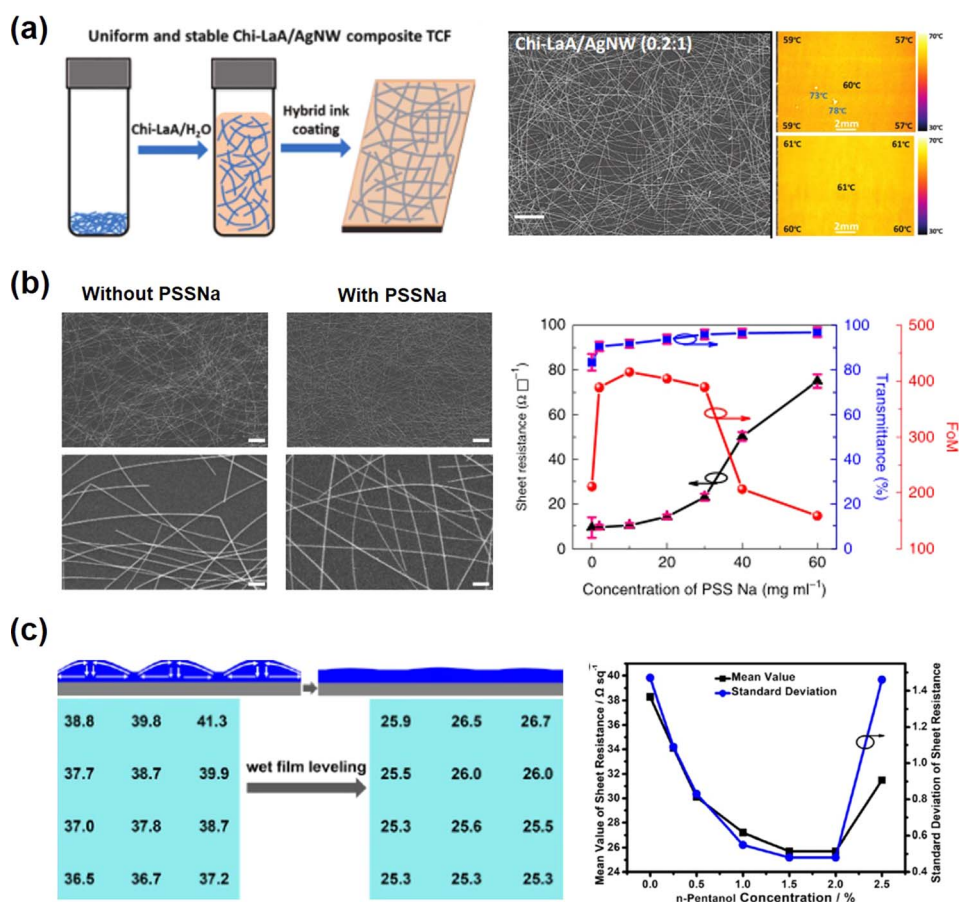 (a)
Uniform and stable Chi-LaA/AgNW composite TCF
Chi-LaA/H₂O
Hybrid ink
coating
Chi-LaA/AgNW (0.2:1)
59℃ 57℃
60℃
73℃
78℃
59℃ 57℃
2mm
70℃
30℃
61℃ 61℃
61℃
60℃ 60℃
2mm
70℃
30℃
(b)
Without PSSNa
With PSSNa
Sheet resistance (Ω □⁻¹)
100
80
60
40
20
0
0 20 40 60
Concentration of PSS Na (mg ml⁻¹)
100
80
60
40
20
0
Transmittance
(%)
500
400
300
200
100
FoM
(c)
38.8 39.8 41.3
37.7 38.7 39.9
37.0 37.8 38.7
36.5 36.7 37.2
wet film leveling
25.9 26.5 26.7
25.5 26.0 26.0
25.3 25.6 25.5
25.3 25.3 25.3
Mean Value of Sheet Resistance / Ω sq⁻¹
40
38
36
34
32
30
28
26
24
Mean Value
Standard Deviation
0.0 0.5 1.0 1.5 2.0 2.5
n-Pentanol Concentration / %
1.4
1.2
1.0
0.8
0.6
0.4
Standard Deviation of Sheet Resistance